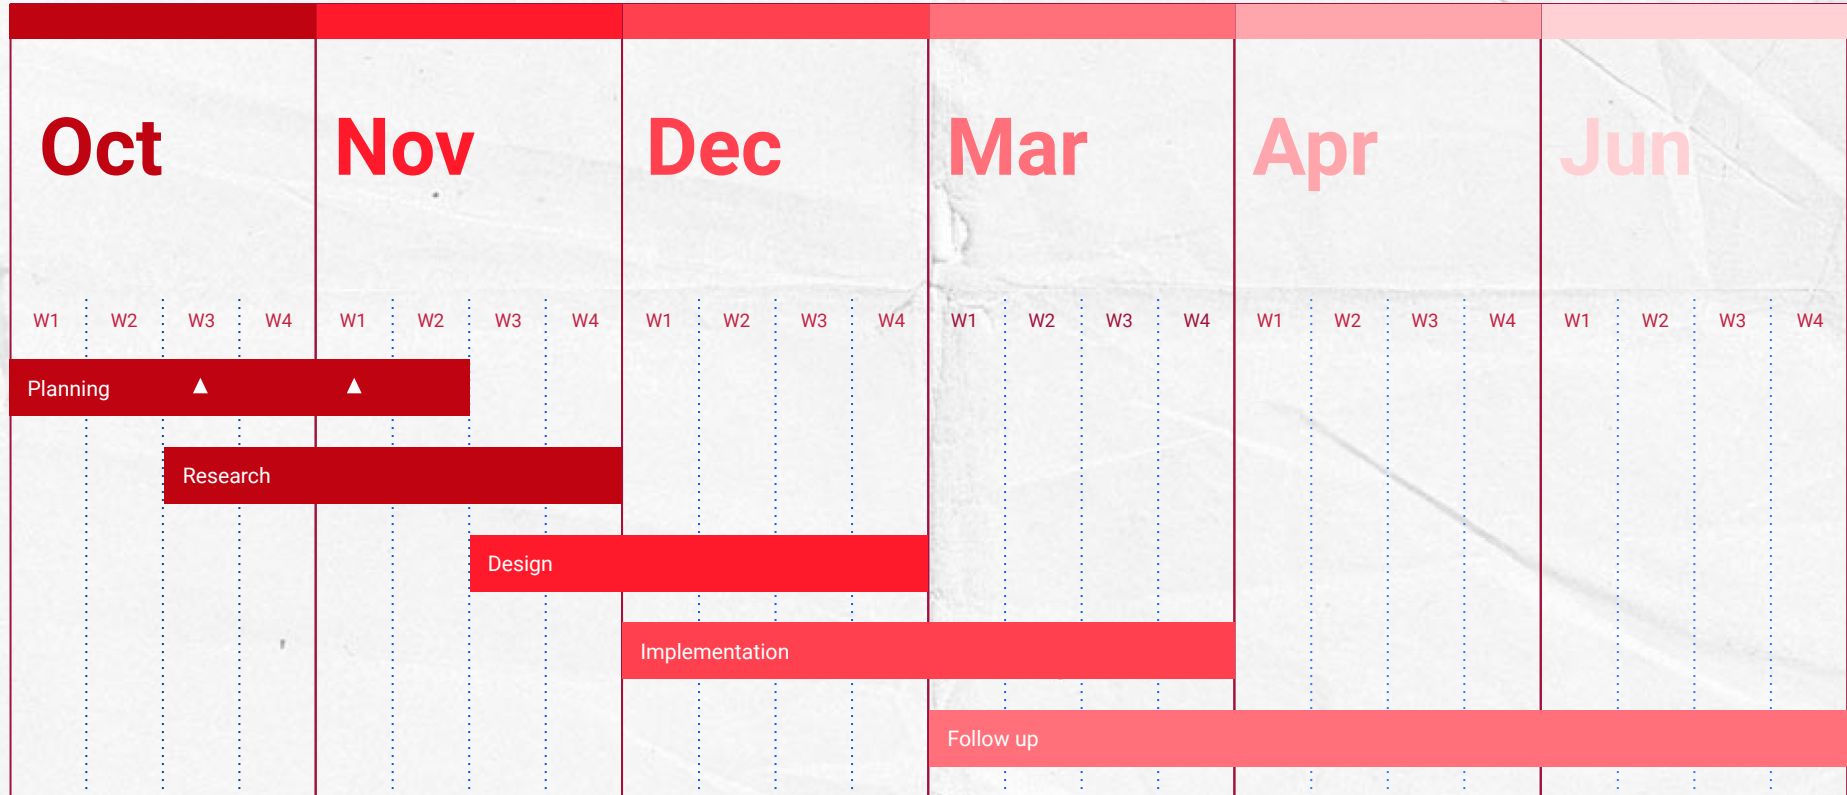 Oct Nov Dec Mar Apr Jun
W1 W2 W3 W4 W1 W2 W3 W4 W1 W2 W3 W4 W1 W2 W3 W4 W1 W2 W3 W4 W1 W2 W3 W4
Planning
Research
Design
Implementation
Follow up